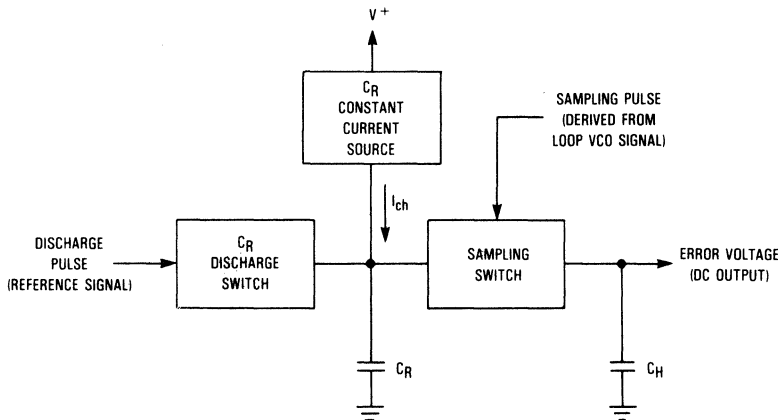 V+
CR
CONSTANT
CURRENT
SOURCE
SAMPLING PULSE
(DERIVED FROM
LOOP VCO SIGNAL)
Ich
DISCHARGE
PULSE
(REFERENCE SIGNAL)
CR
DISCHARGE
SWITCH
SAMPLING
SWITCH
ERROR VOLTAGE
(DC OUTPUT)
CR
CH